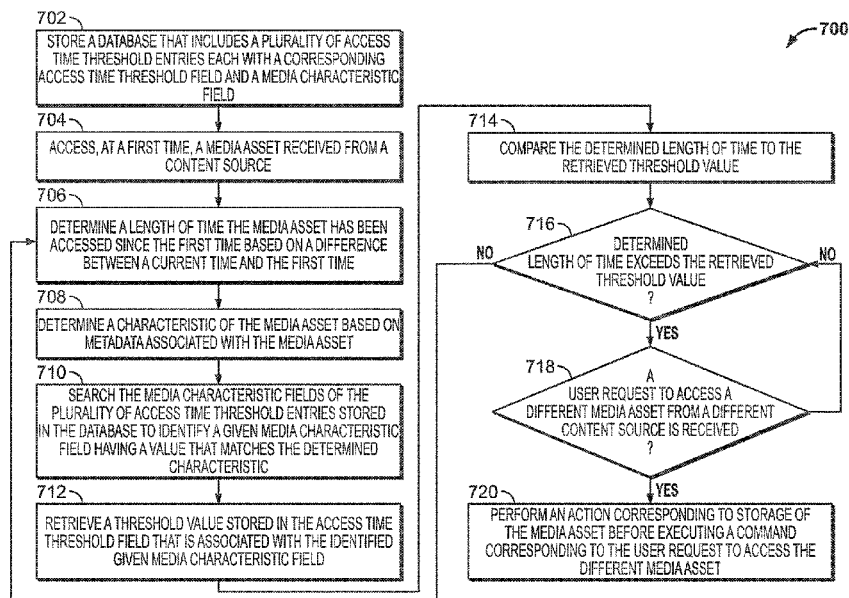 700
702
STORE A DATABASE THAT INCLUDES A PLURALITY OF ACCESS
TIME THRESHOLD ENTRIES EACH WITH A CORRESPONDING
ACCESS TIME THRESHOLD FIELD AND A MEDIA CHARACTERISTIC
FIELD
704
ACCESS, AT A FIRST TIME, A MEDIA ASSET RECEIVED FROM A
CONTENT SOURCE
706
DETERMINE A LENGTH OF TIME THE MEDIA ASSET HAS BEEN
ACCESSED SINCE THE FIRST TIME BASED ON A DIFFERENCE
BETWEEN A CURRENT TIME AND THE FIRST TIME
708
DETERMINE A CHARACTERISTIC OF THE MEDIA ASSET BASED ON
METADATA ASSOCIATED WITH THE MEDIA ASSET
710
SEARCH THE MEDIA CHARACTERISTIC FIELDS OF THE
PLURALITY OF ACCESS TIME THRESHOLD ENTRIES STORED
IN THE DATABASE TO IDENTIFY A GIVEN MEDIA CHARACTERISTIC
FIELD HAVING A VALUE THAT MATCHES THE DETERMINED
CHARACTERISTIC
712
RETRIEVE A THRESHOLD VALUE STORED IN THE ACCESS TIME
THRESHOLD FIELD THAT IS ASSOCIATED WITH THE IDENTIFIED
GIVEN MEDIA CHARACTERISTIC FIELD
714
COMPARE THE DETERMINED LENGTH OF TIME TO THE
RETRIEVED THRESHOLD VALUE
716
NO
DETERMINED
LENGTH OF TIME EXCEEDS THE RETRIEVED
THRESHOLD VALUE
?
NO
YES
718
A
USER REQUEST TO ACCESS A
DIFFERENT MEDIA ASSET FROM A DIFFERENT
CONTENT SOURCE IS RECEIVED
?
YES
720
PERFORM AN ACTION CORRESPONDING TO STORAGE OF
THE MEDIA ASSET BEFORE EXECUTING A COMMAND
CORRESPONDING TO THE USER REQUEST TO ACCESS THE
DIFFERENT MEDIA ASSET